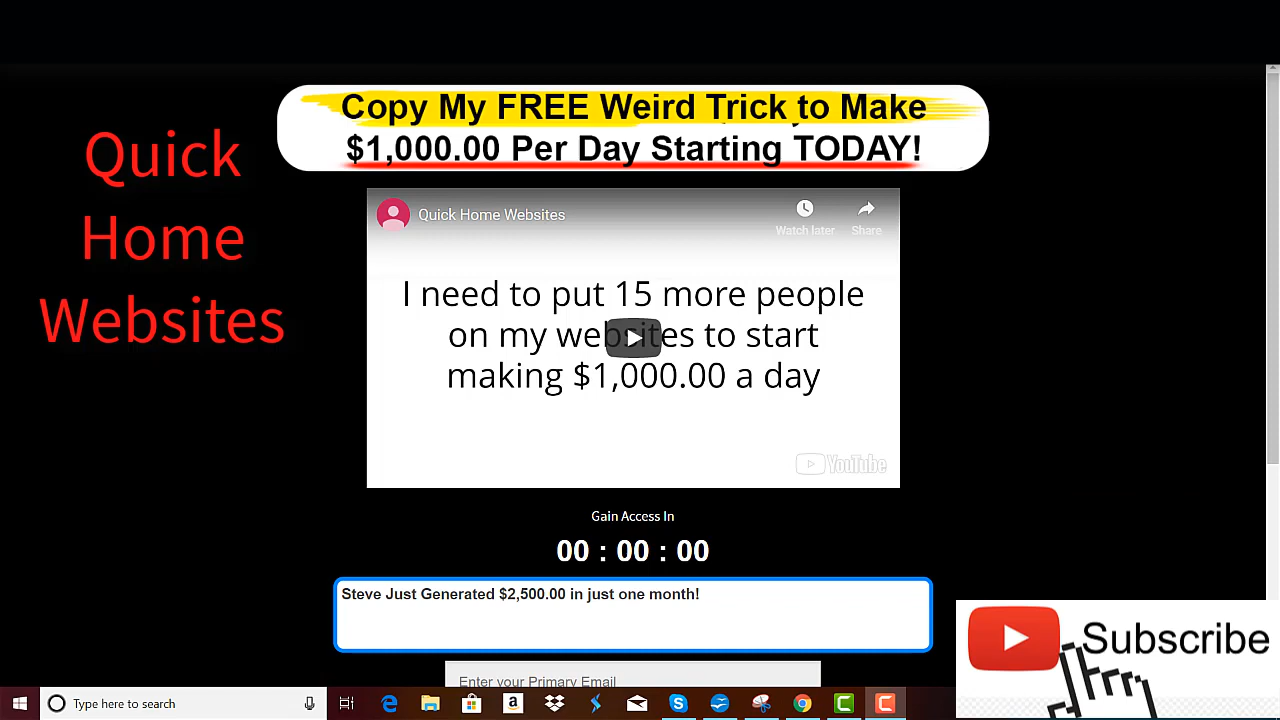 Copy My FREE Weird Trick to Make
$1,000.00 Per Day Starting TODAY!
Quick
Home
Websites
Quick Home Websites
Watch later
Share
I need to put 15 more people
on my websites to start
making $1,000.00 a day
YouTube
Gain Access In
00 : 00 : 00
Steve Just Generated $2,500.00 in just one month!
Enter your Primary Email
Subscribe
Type here to search